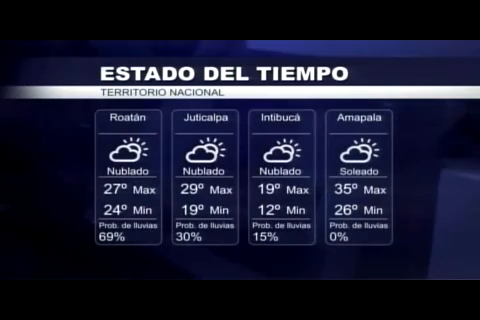 ESTADO DEL TIEMPO
TERRITORIO NACIONAL
Roatán
Nublado
27º Max
24º Min
Prob. de lluvias
69%
Juticalpa
Nublado
29º Max
19º Min
Prob. de lluvias
30%
Intibucá
Nublado
19º Max
12º Min
Prob. de lluvias
15%
Amapala
Soleado
35º Max
26º Min
Prob. de lluvias
0%